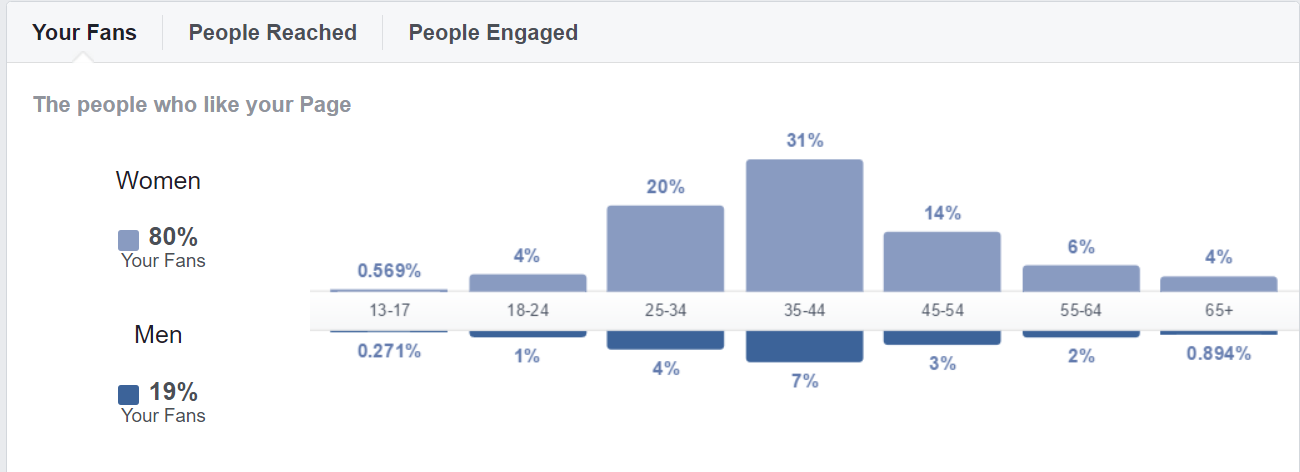 Your Fans People Reached People Engaged
The people who like your Page
Women
80%
Your Fans
Men
19%
Your Fans
0.569% 4% 20% 31% 14% 6% 4%
13-17 18-24 25-34 35-44 45-54 55-64 65+
0.271% 1% 4% 7% 3% 2% 0.894%